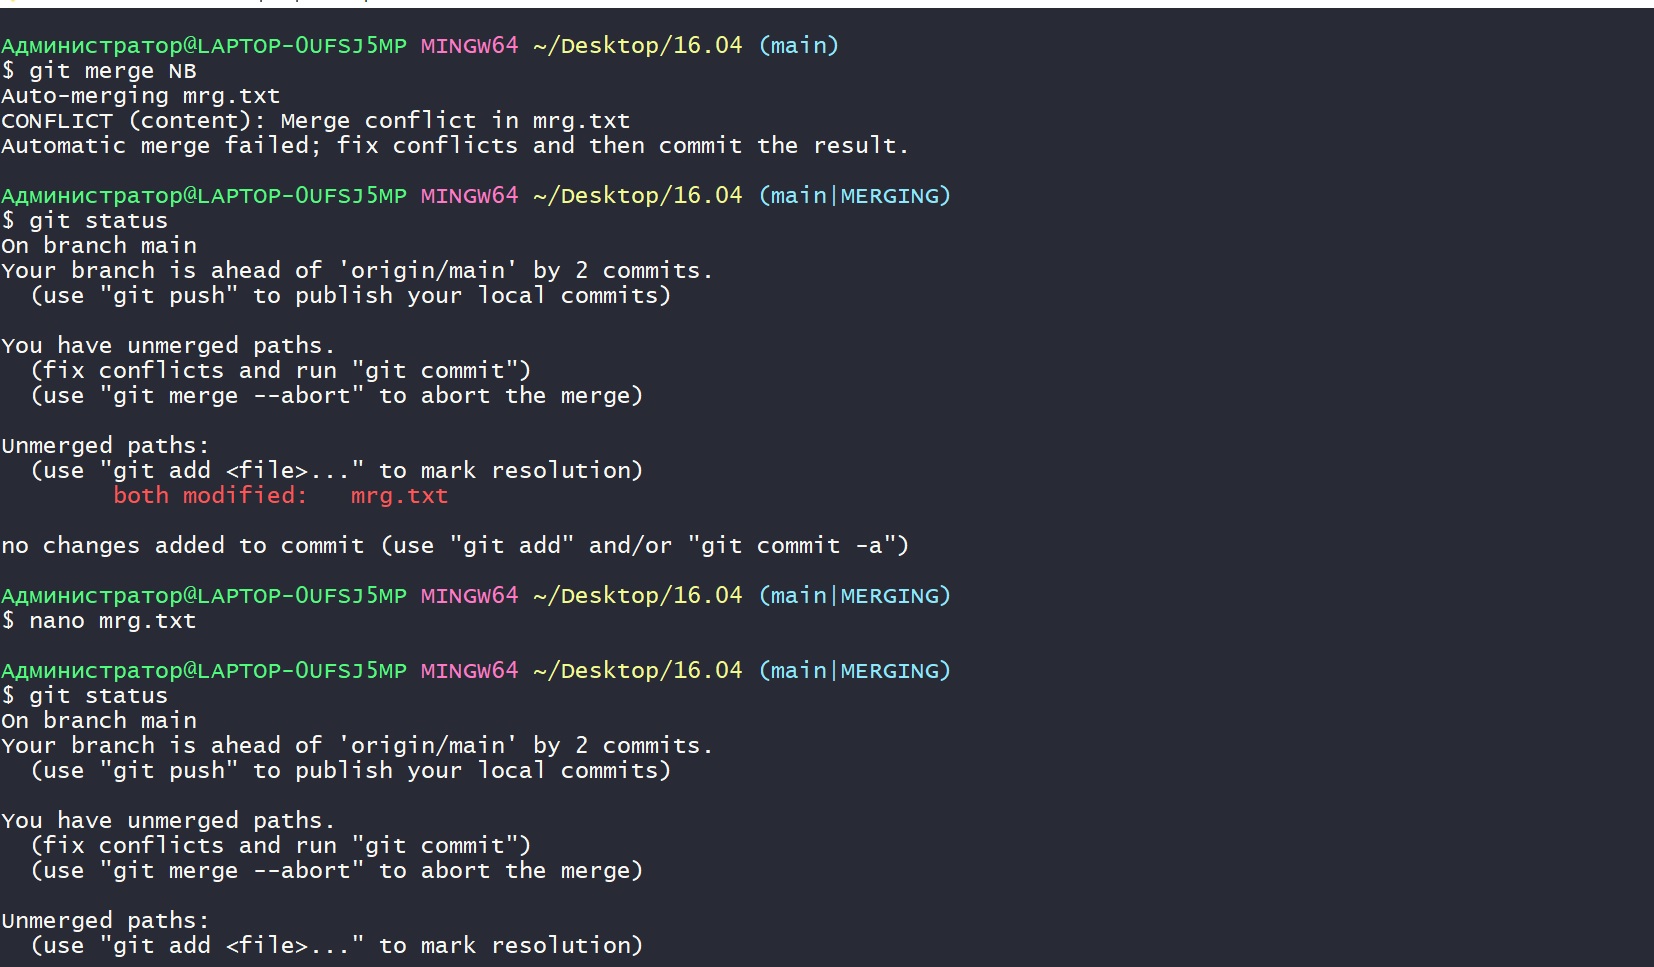 Администратор@LAPTOP-0UFSJ5MP MINGW64 ~/Desktop/16.04 (main)
$ git merge NB
Auto-merging mrg.txt
CONFLICT (content): Merge conflict in mrg.txt
Automatic merge failed; fix conflicts and then commit the result.
Администратор@LAPTOP-0UFSJ5MP MINGW64 ~/Desktop/16.04 (main|MERGING)
$ git status
On branch main
Your branch is ahead of 'origin/main' by 2 commits.
  (use "git push" to publish your local commits)
You have unmerged paths.
  (fix conflicts and run "git commit")
  (use "git merge --abort" to abort the merge)
Unmerged paths:
  (use "git add <file>..." to mark resolution)
        both modified:   mrg.txt
no changes added to commit (use "git add" and/or "git commit -a")
Администратор@LAPTOP-0UFSJ5MP MINGW64 ~/Desktop/16.04 (main|MERGING)
$ nano mrg.txt
Администратор@LAPTOP-0UFSJ5MP MINGW64 ~/Desktop/16.04 (main|MERGING)
$ git status
On branch main
Your branch is ahead of 'origin/main' by 2 commits.
  (use "git push" to publish your local commits)
You have unmerged paths.
  (fix conflicts and run "git commit")
  (use "git merge --abort" to abort the merge)
Unmerged paths:
  (use "git add <file>..." to mark resolution)